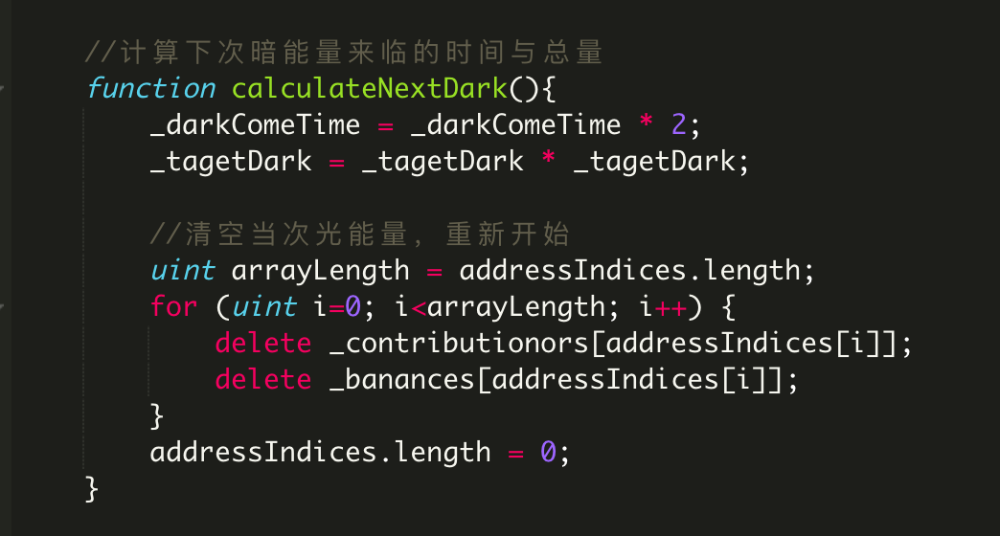 //计算下次暗能量来临的时间与总量
function calculateNextDark(){
_darkComeTime = _darkComeTime * 2;
_tagetDark = _tagetDark * _tagetDark;
//清空当次光能量，重新开始
uint arrayLength = addressIndices.length;
for (uint i=0; i<arrayLength; i++) {
delete _contributionors[addressIndices[i]];
delete _banances[addressIndices[i]];
}
addressIndices.length = 0;
}